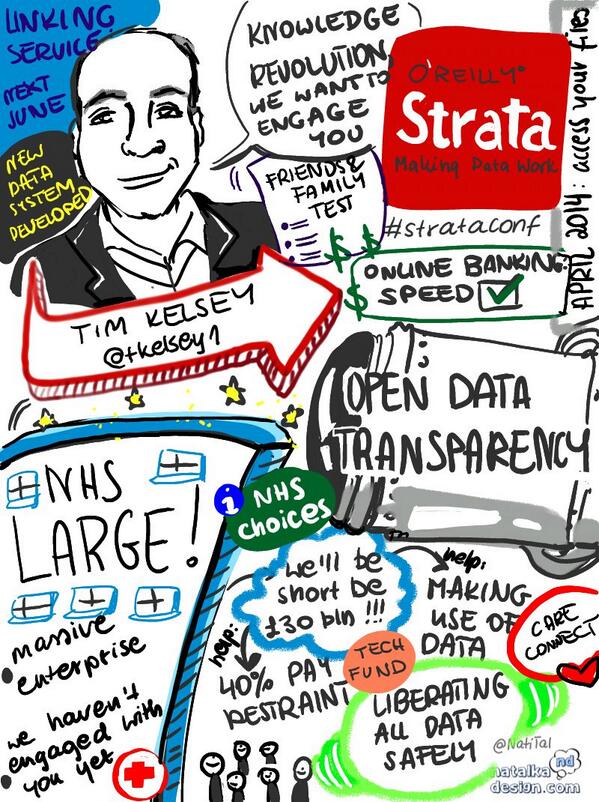 LINKING
SERVICE:
NEXT
JUNE
NEW
DATA
SYSTEM
DEVELOPED
KNOWLEDGE
REVOLUTION,
WE WANT TO
ENGAGE
YOU
O'REILLY®
Strata
Making Data Work
#strataconf
APRIL 2014: access your files
FRIENDS &
FAMILY
TEST
$ $
$
ONLINE BANKING
SPEED
TIM KELSEY
@tkelsey1
OPEN DATA
TRANSPARENCY
NHS
LARGE!
massive
enterprise
we haven't
engaged with
you yet
i NHS
choices
we'll be
short be
£30 bln !!!
help:
40% PAY
RESTRAINT
help:
MAKING
USE OF
DATA
TECH
FUND
CARE
CONNECT
LIBERATING
ALL DATA
SAFELY
@NatiTal
nd
natalka
design.com